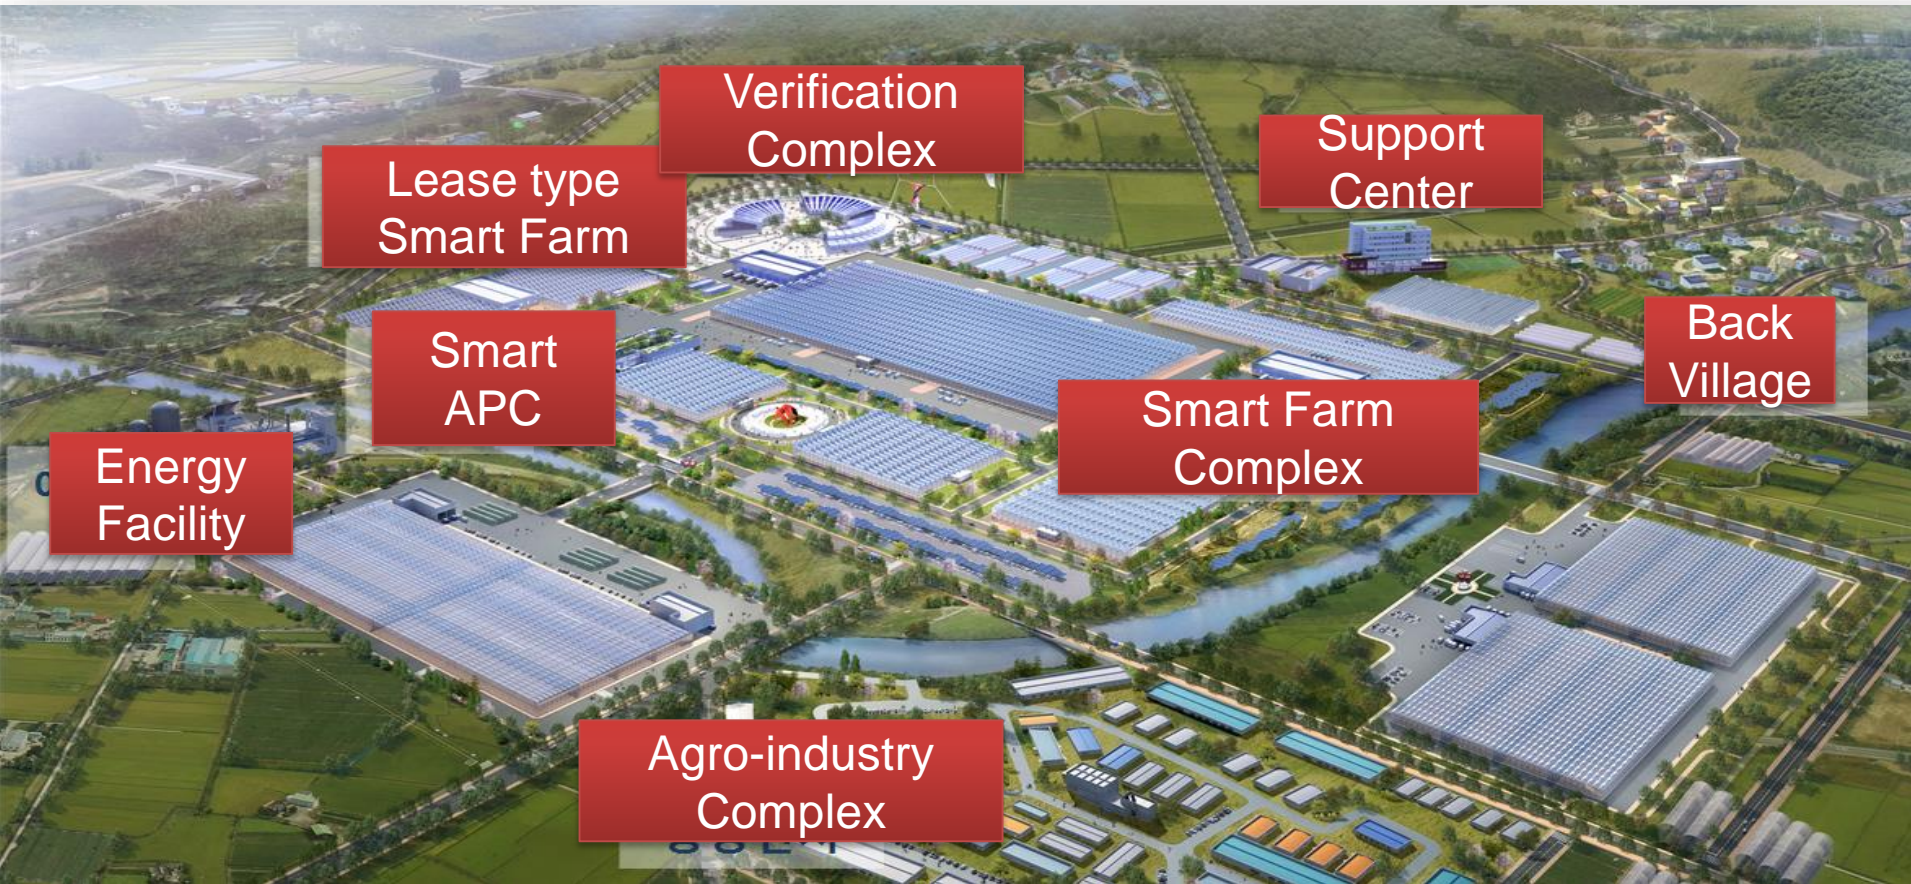 Verification
Complex
Support
Center
Lease type
Smart Farm
Back
Village
Smart
APC
Smart Farm
Complex
Energy
Facility
Agro-industry
Complex